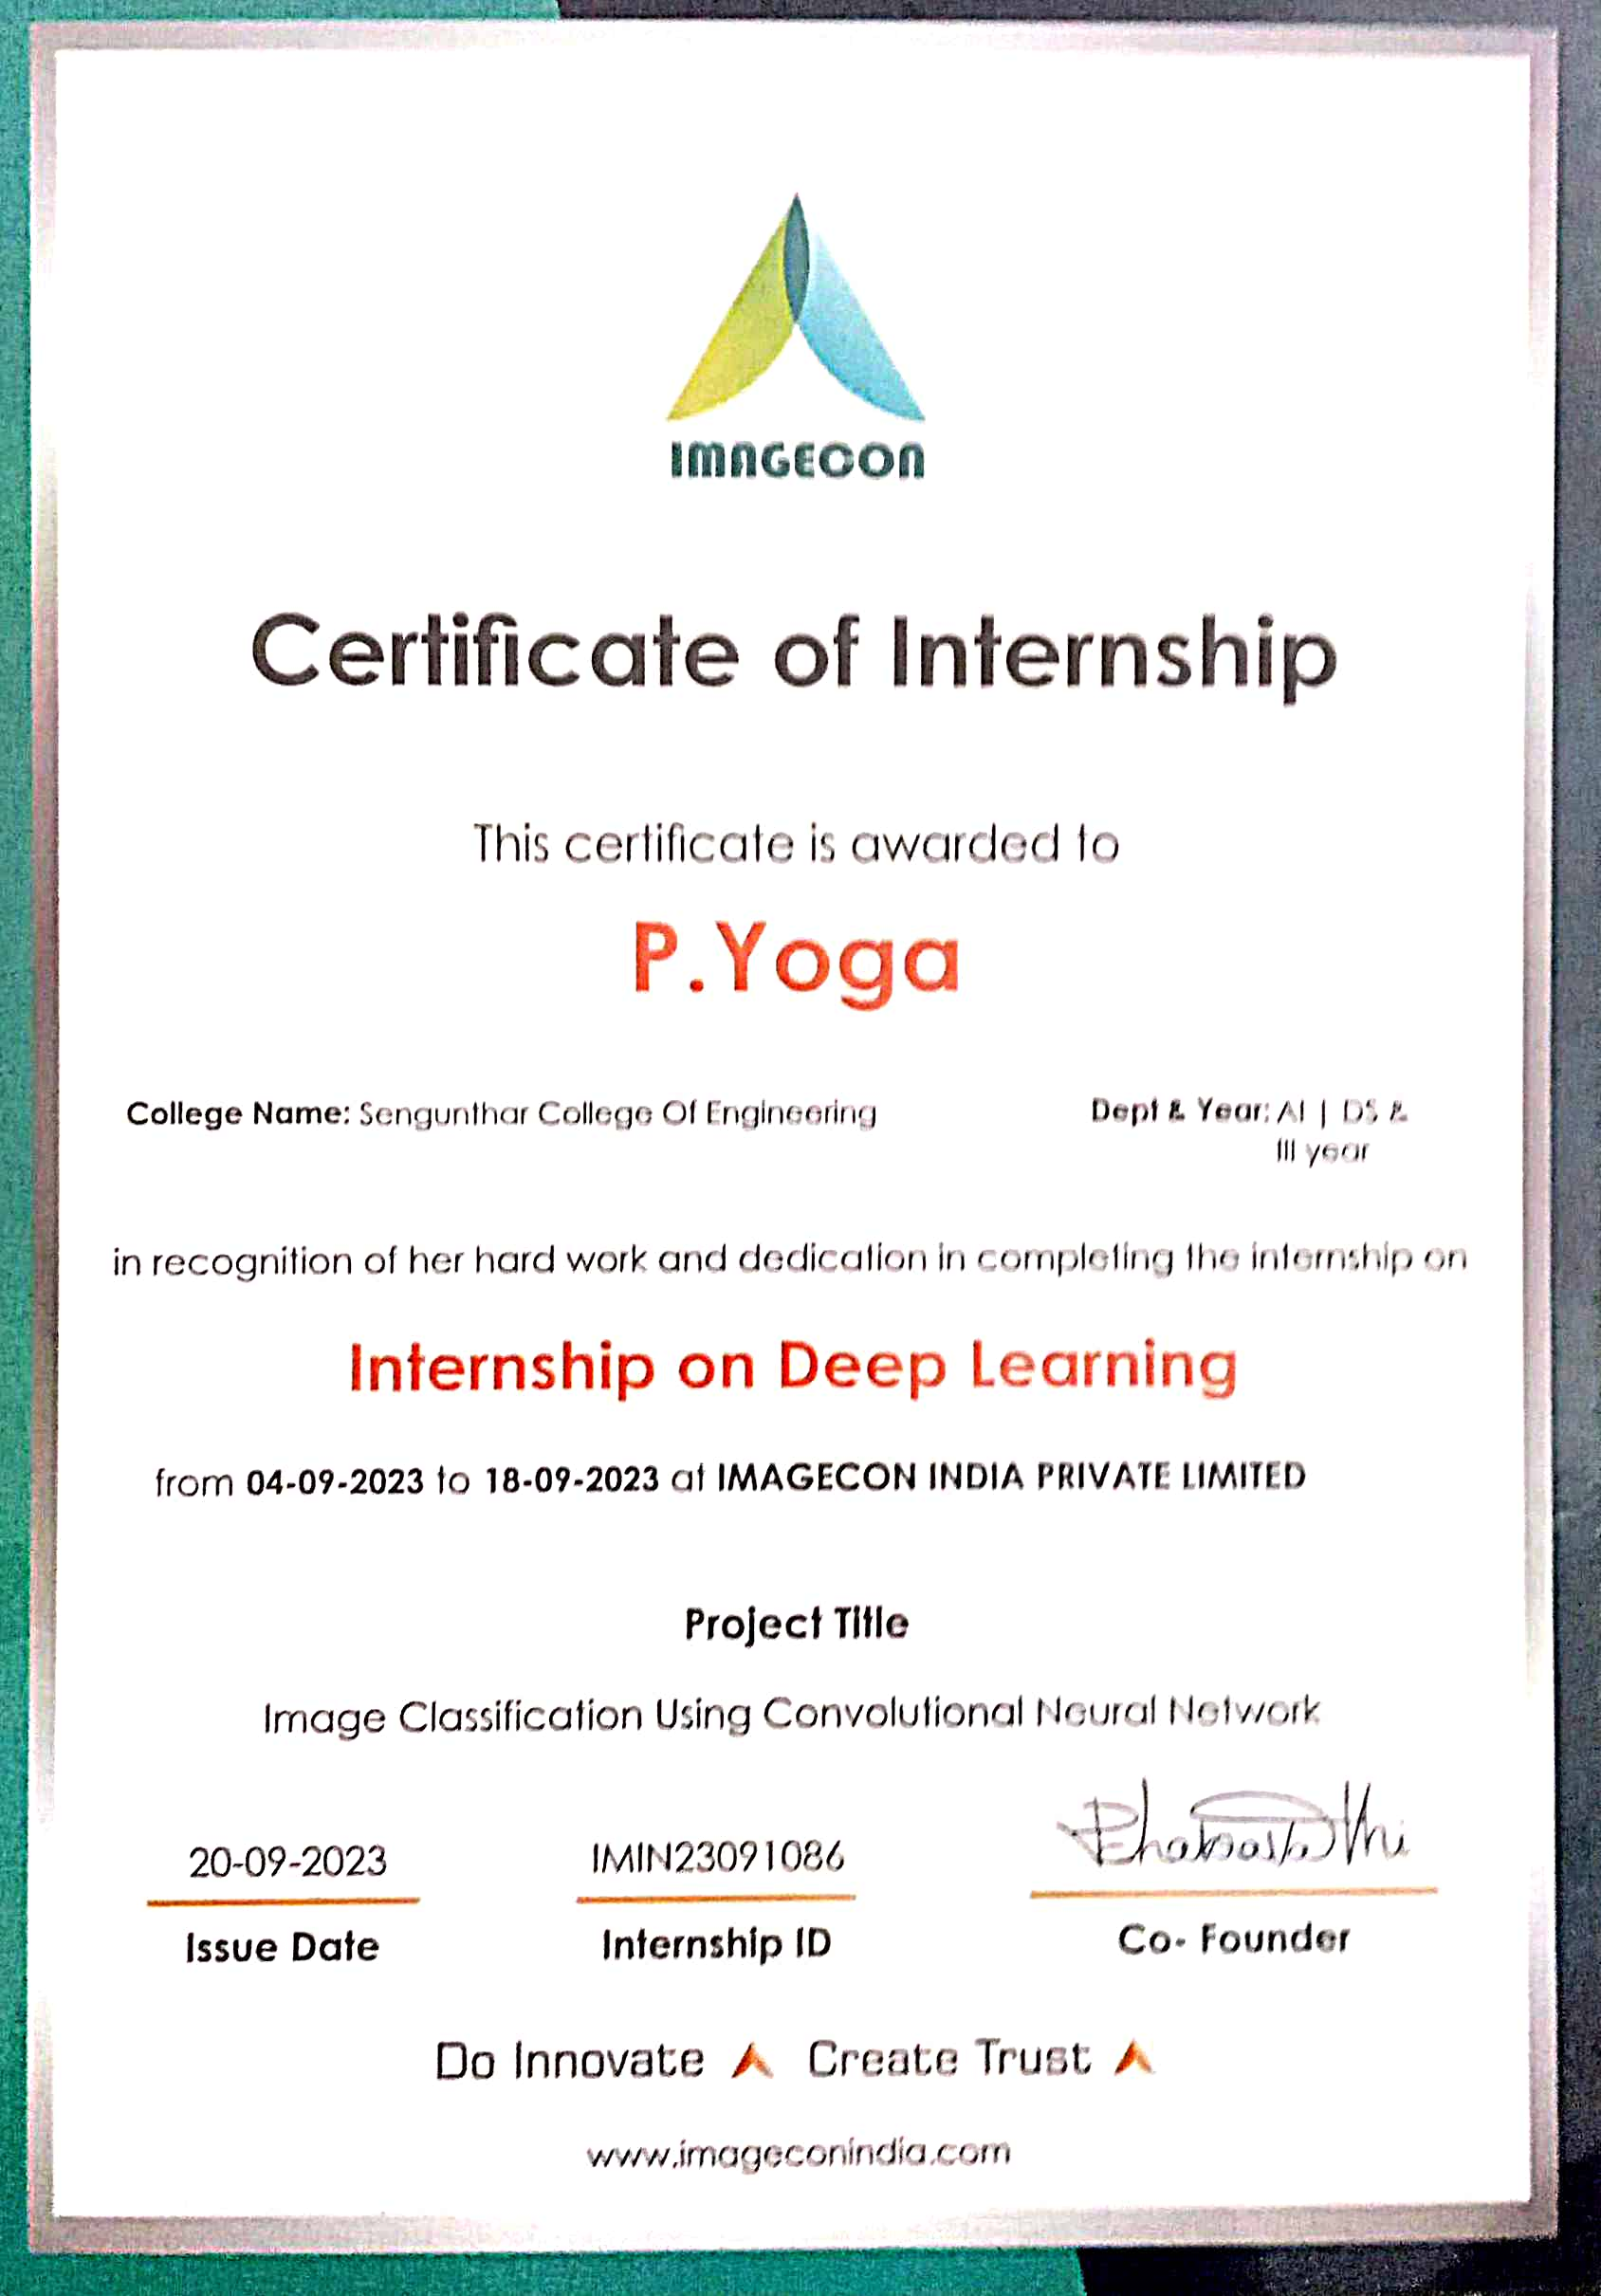 IMAGECON
Certificate of Internship
This certificate is awarded to
P.Yoga
College Name: Sengunthar College Of Engineering Dept & Year: AI | DS &
III year
in recognition of her hard work and dedication in completing the internship on
Internship on Deep Learning
from 04-09-2023 to 18-09-2023 at IMAGECON INDIA PRIVATE LIMITED
Project Title
Image Classification Using Convolutional Neural Network
20-09-2023 IMIN23091086
Issue Date Internship ID Co- Founder
Do Innovate Create Trust
www.imageconindia.com